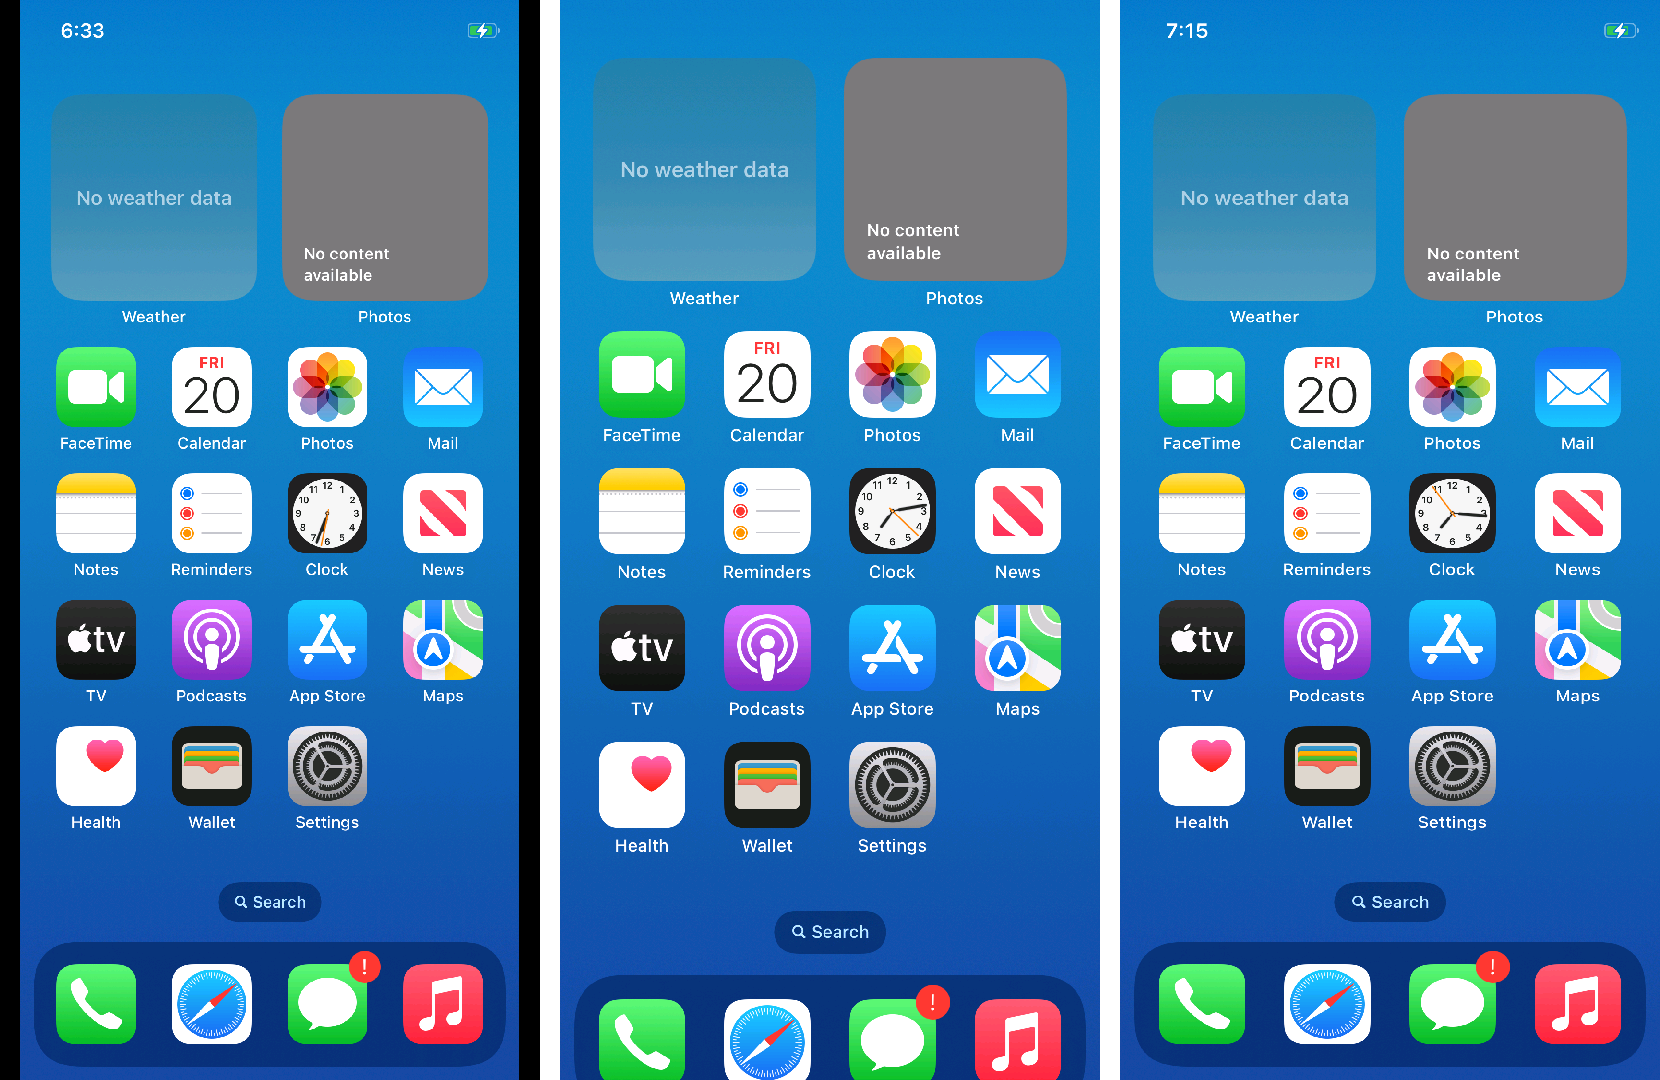 6:33
No weather data
No content
available
Weather
Photos
FRI
20
FaceTime
Calendar
Photos
Mail
Notes
Reminders
Clock
News
tv
TV
Podcasts
App Store
Maps
Health
Wallet
Settings
Search
!
No weather data
No content
available
Weather
Photos
FRI
20
FaceTime
Calendar
Photos
Mail
Notes
Reminders
Clock
News
tv
TV
Podcasts
App Store
Maps
Health
Wallet
Settings
Search
!
7:15
No weather data
No content
available
Weather
Photos
FRI
20
FaceTime
Calendar
Photos
Mail
Notes
Reminders
Clock
News
tv
TV
Podcasts
App Store
Maps
Health
Wallet
Settings
Search
!